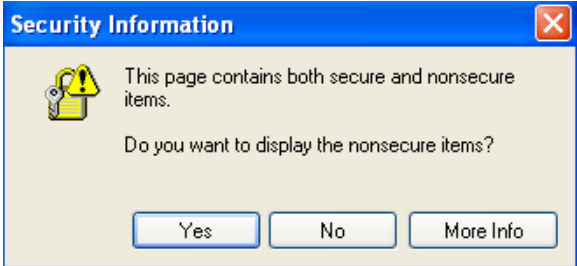 Security Information
This page contains both secure and nonsecure
items.
Do you want to display the nonsecure items?
Yes No More Info